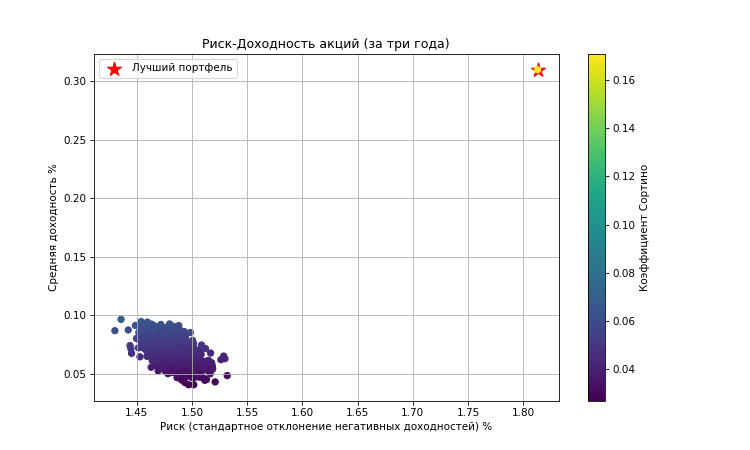 Риск-Доходность акций (за три года)
Лучший портфель
0.30
0.25
0.20
0.15
0.10
0.05
Средняя доходность %
1.45 1.50 1.55 1.60 1.65 1.70 1.75 1.80
Риск (стандартное отклонение негативных доходностей) %
0.16
0.14
0.12
0.10
0.08
0.06
0.04
Коэффициент Сортино